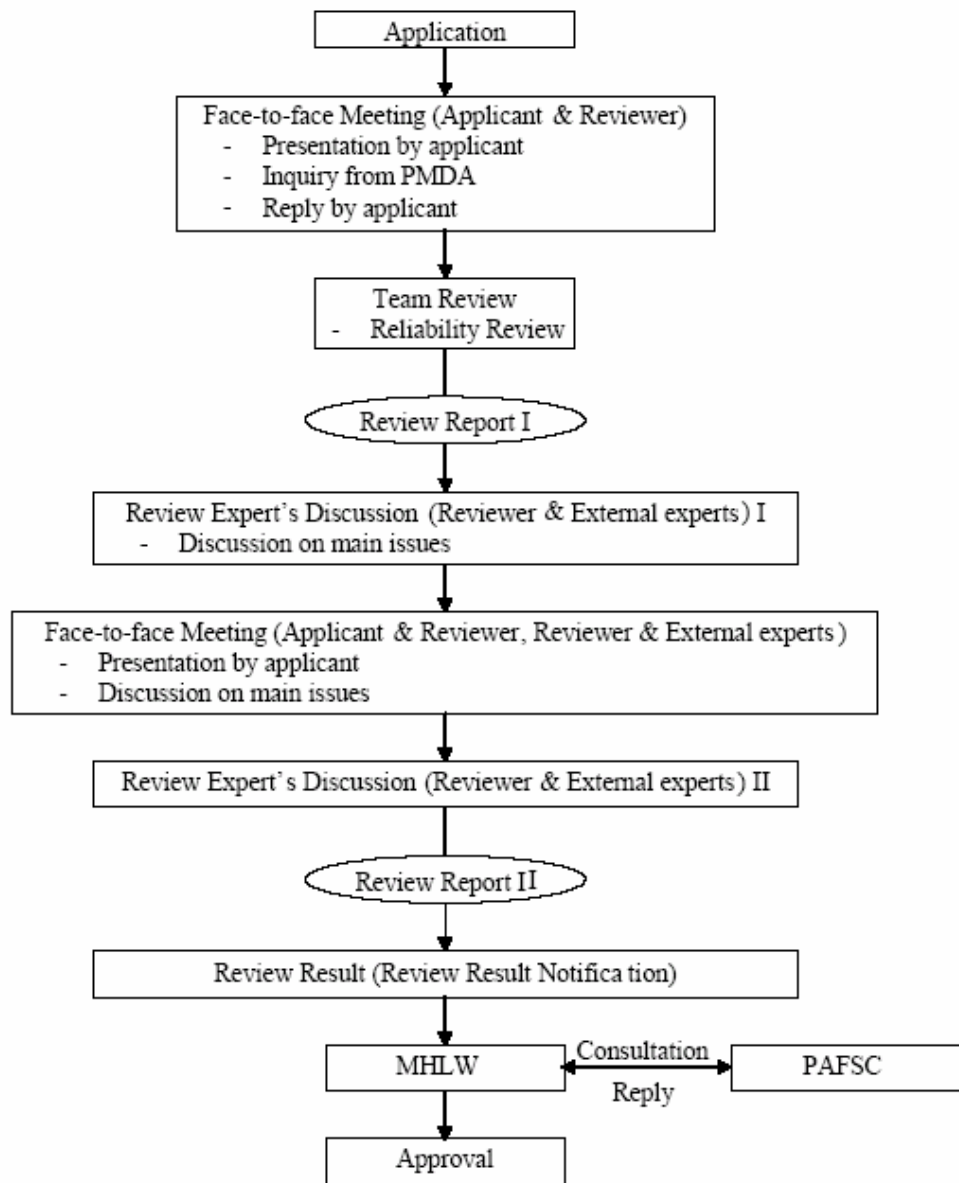 Application
Face-to-face Meeting (Applicant & Reviewer)
- Presentation by applicant
- Inquiry from PMDA
- Reply by applicant
Team Review
- Reliability Review
Review Report I
Review Expert's Discussion (Reviewer & External experts) I
- Discussion on main issues
Face-to-face Meeting (Applicant & Reviewer, Reviewer & External experts)
- Presentation by applicant
- Discussion on main issues
Review Expert's Discussion (Reviewer & External experts) II
Review Report II
Review Result (Review Result Notification)
MHLW
Consultation
Reply
PAFSC
Approval